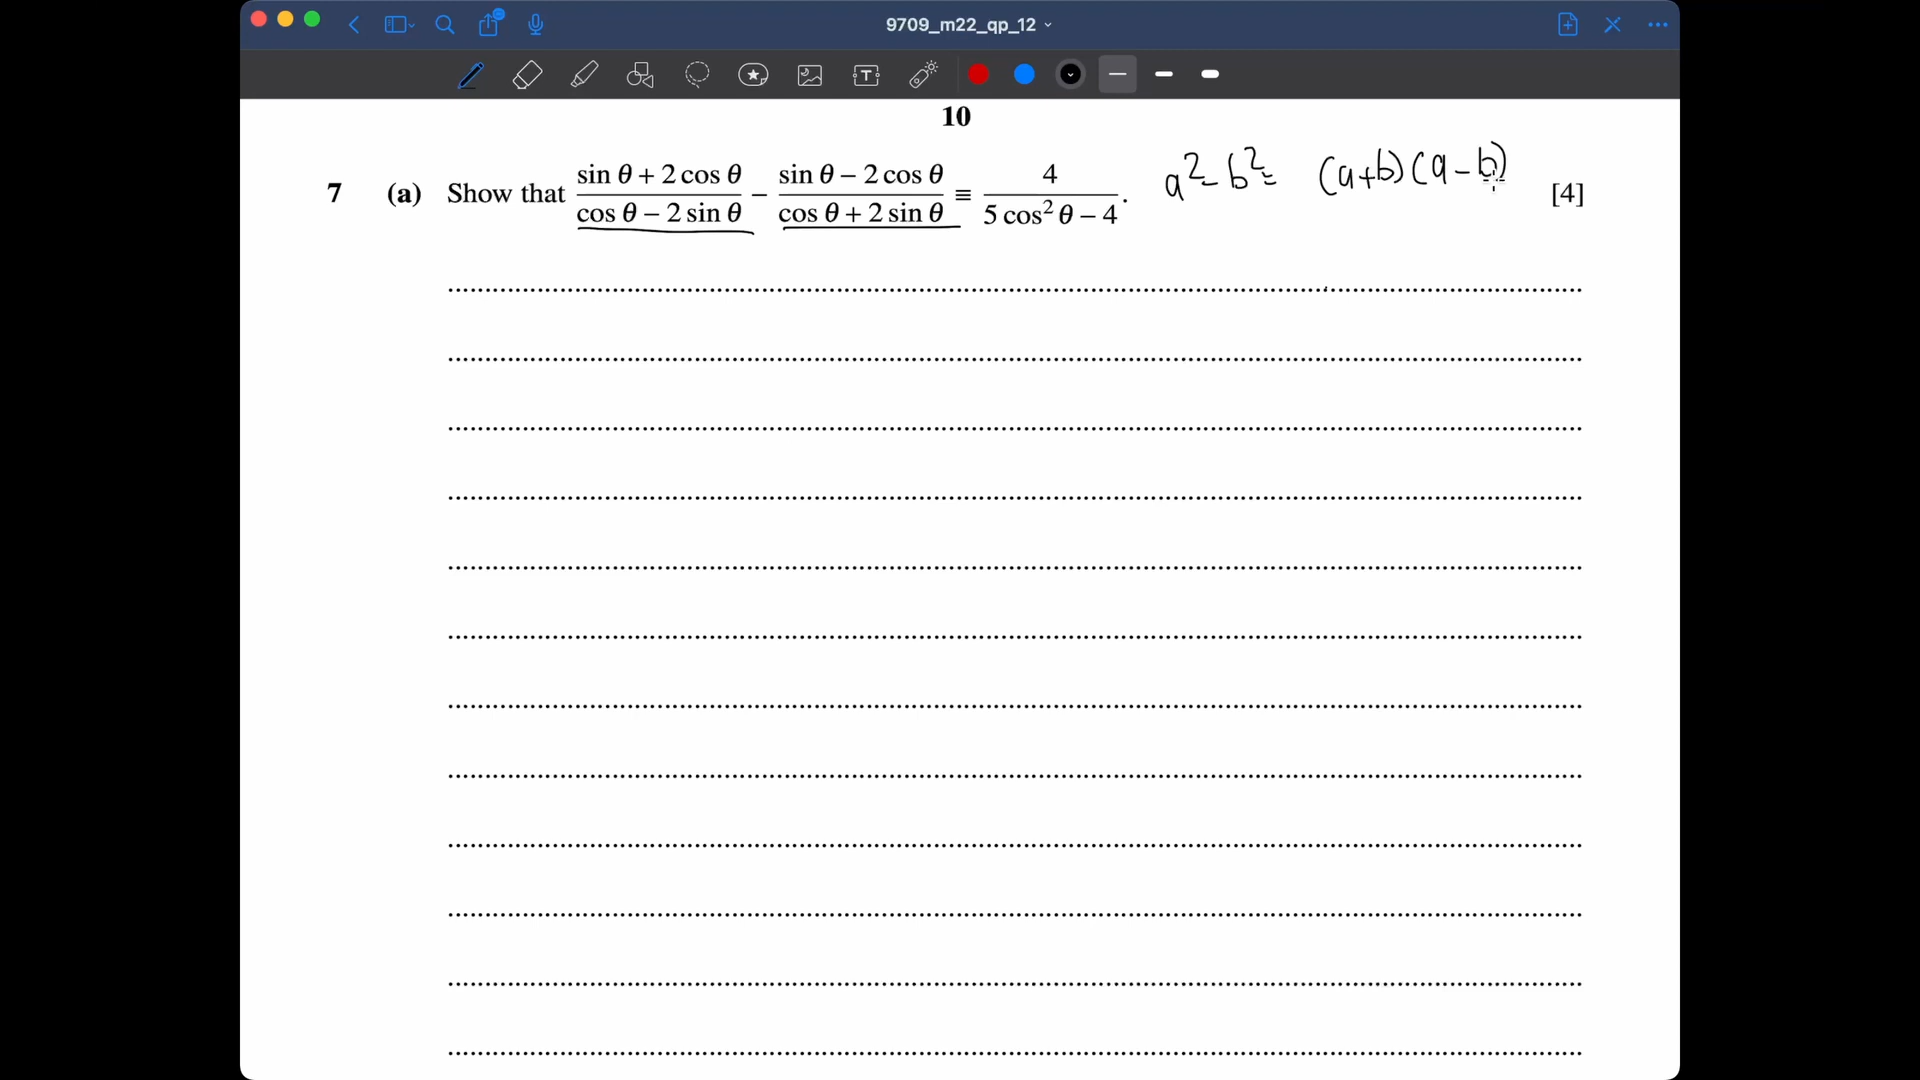 9709_m22_qp_12
10
7 (a) Show that (sin θ + 2 cos θ)/(cos θ − 2 sin θ) − (sin θ − 2 cos θ)/(cos θ + 2 sin θ) ≡ 4/(5 cos² θ − 4). a² - b² = (a+b)(a-b) [4]